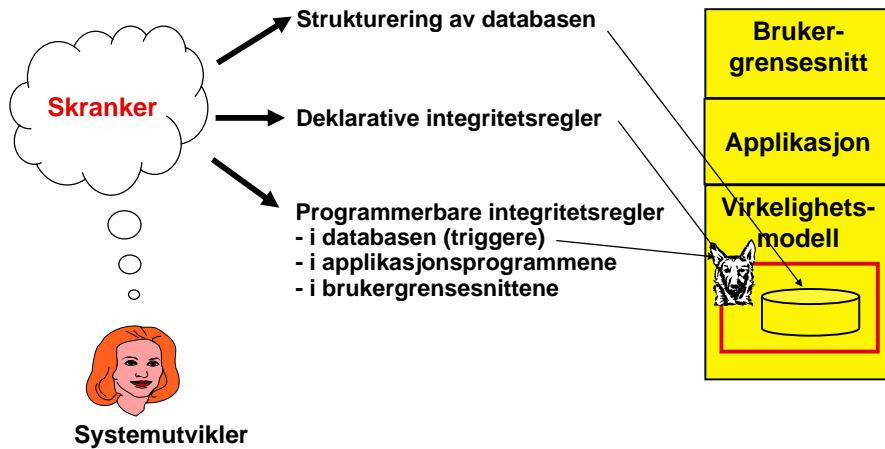 Strukturering av databasen
Skranker
Deklarative integritetsregler
Programmerbare integritetsregler
- i databasen (triggere)
- i applikasjonsprogrammene
- i brukergrensesnittene
Systemutvikler
Bruker-
grensesnitt
Applikasjon
Virkelighets-
modell